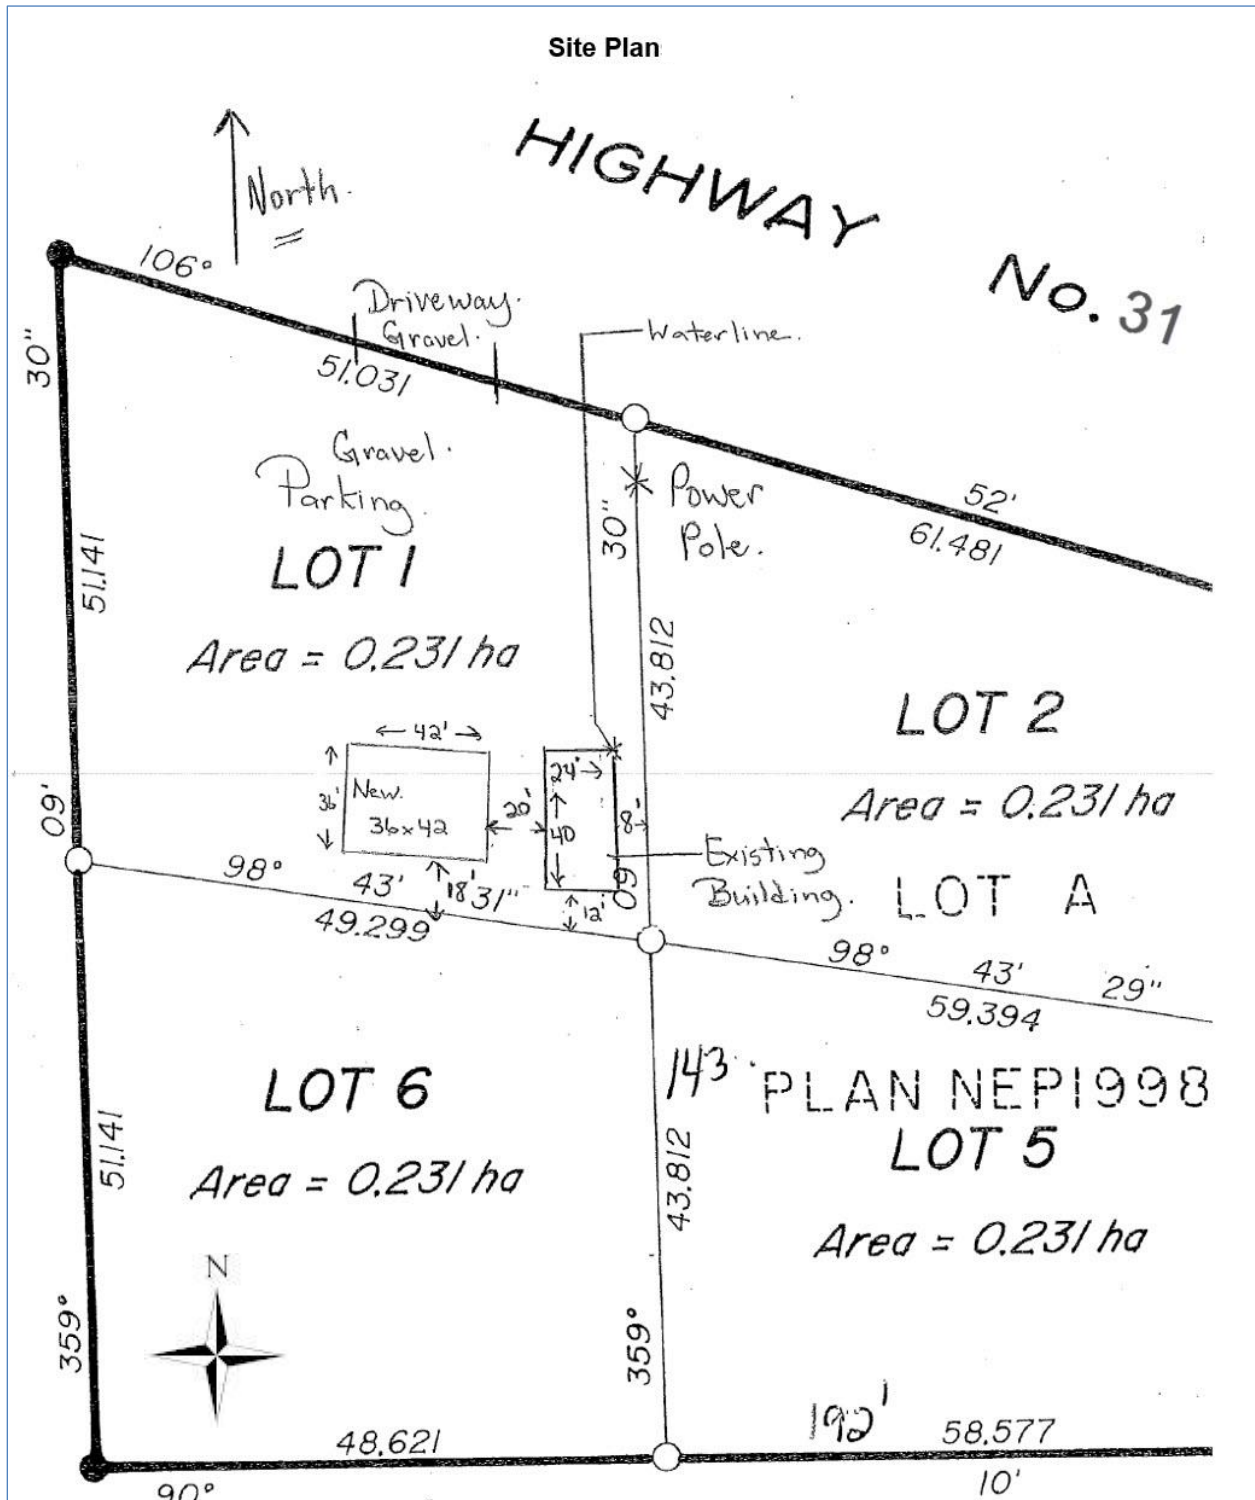 Site Plan
HIGHWAY No. 31
North.
106°
Driveway.
Gravel.
51.031
Waterline.
30"
Gravel.
Parking.
Power
Pole.
30"
52'
61.481
51.141
LOT 1
Area = 0.231 ha
43.812
LOT 2
Area = 0.231 ha
42'
36'
New.
36x42
20'
24'
40
8'
09'
Existing
Building.
LOT A
98° 43' 31"
49.299
18'
12'
09
98° 43' 29"
59.394
143
PLAN NEP1998
LOT 6
Area = 0.231 ha
51.141
43.812
LOT 5
Area = 0.231 ha
N
359°
359°
192'
48.621
58.577
90°
10'